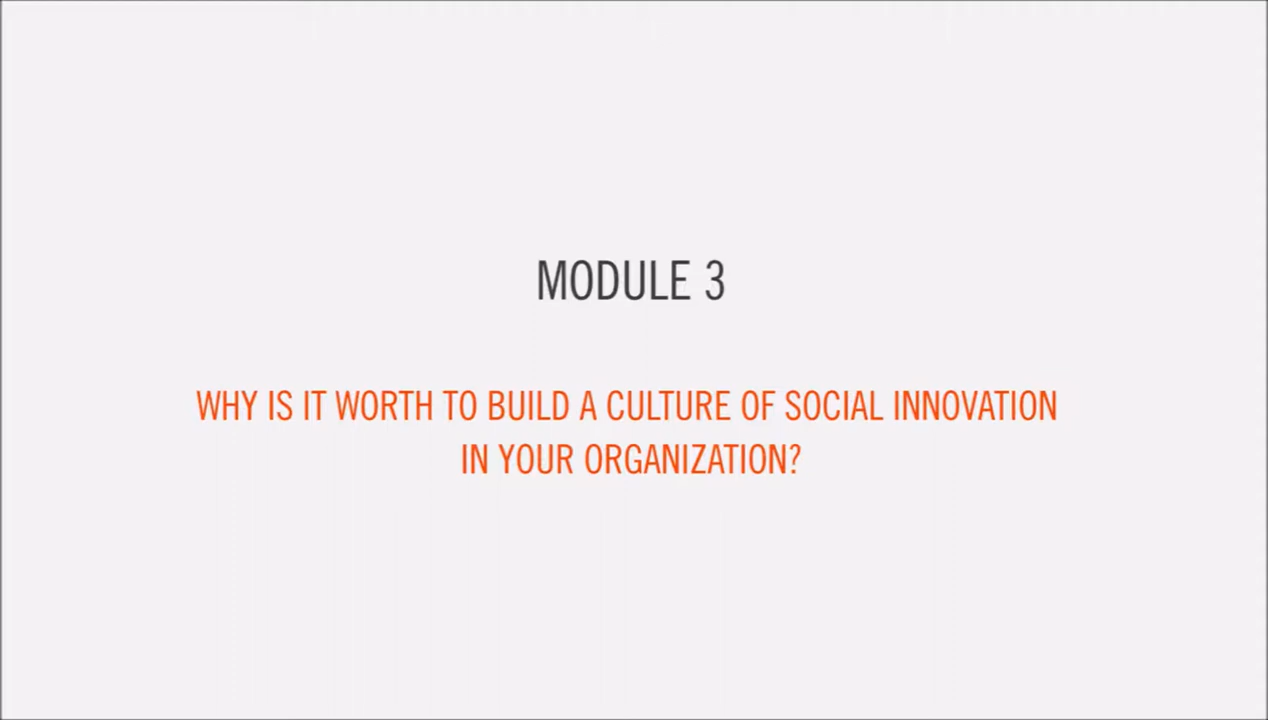 MODULE 3
WHY IS IT WORTH TO BUILD A CULTURE OF SOCIAL INNOVATION
IN YOUR ORGANIZATION?